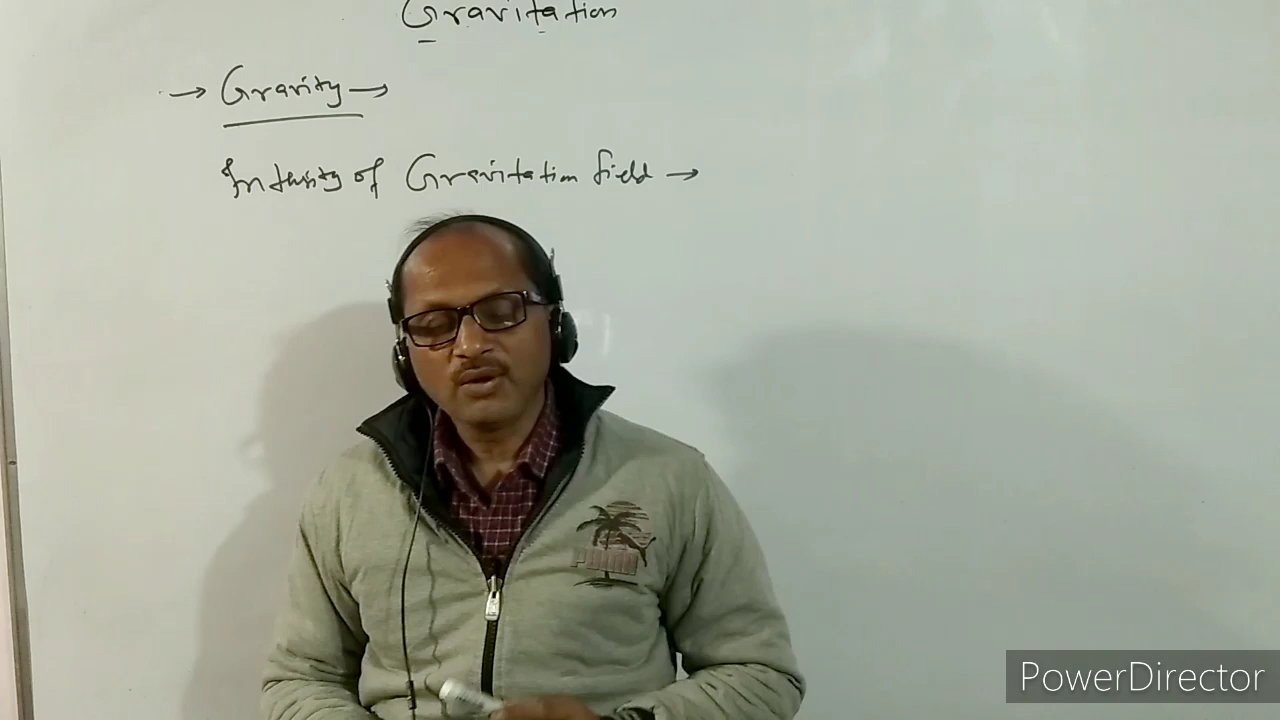 Gravitation
→ Gravity →
Intensity of Gravitation field →
PUMA
PowerDirector